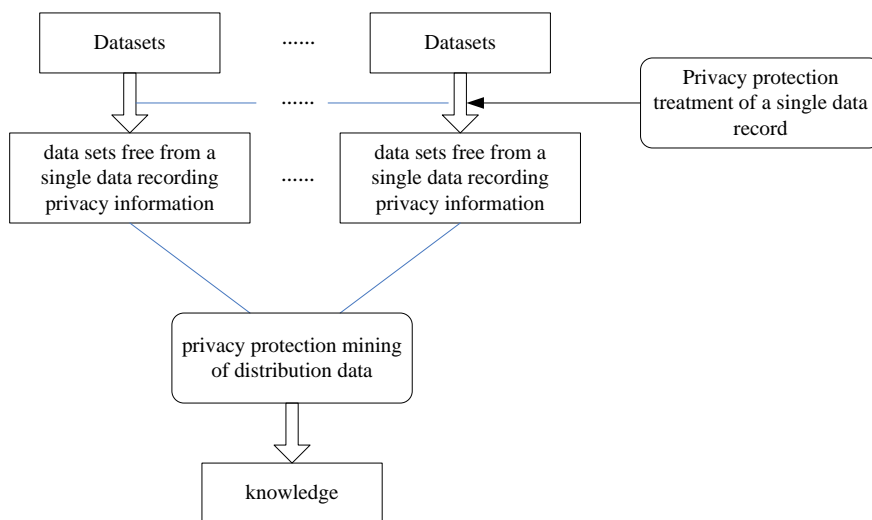 Datasets
......
Datasets
......
Privacy protection
treatment of a single data
record
data sets free from a
single data recording
privacy information
......
data sets free from a
single data recording
privacy information
privacy protection mining
of distribution data
knowledge